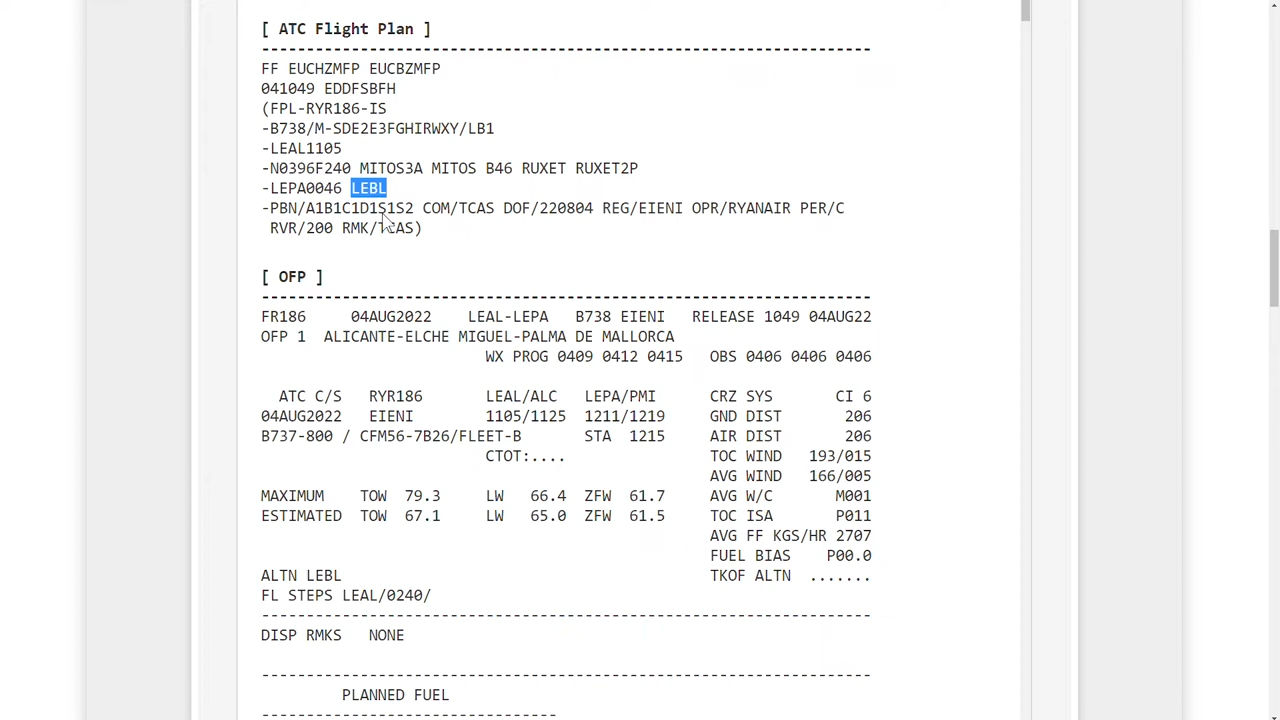 [ ATC Flight Plan ]
--------------------------------------------------------------------
FF EUCHZMFP EUCBZMFP
041049 EDDFSBFH
(FPL-RYR186-IS
-B738/M-SDE2E3FGHIRWXY/LB1
-LEAL1105
-N0396F240 MITOS3A MITOS B46 RUXET RUXET2P
-LEPA0046 LEBL
-PBN/A1B1C1D1S1S2 COM/TCAS DOF/220804 REG/EIENI OPR/RYANAIR PER/C
RVR/200 RMK/TCAS)
[ OFP ]
--------------------------------------------------------------------
FR186     04AUG2022    LEAL-LEPA   B738 EIENI   RELEASE 1049 04AUG22
OFP 1  ALICANTE-ELCHE MIGUEL-PALMA DE MALLORCA
WX PROG 0409 0412 0415   OBS 0406 0406 0406
ATC C/S   RYR186       LEAL/ALC   LEPA/PMI      CRZ SYS        CI 6
04AUG2022   EIENI        1105/1125  1211/1219     GND DIST        206
B737-800 / CFM56-7B26/FLEET-B       STA  1215     AIR DIST        206
CTOT:....                TOC WIND   193/015
AVG WIND   166/005
MAXIMUM    TOW  79.3     LW   66.4  ZFW  61.7     AVG W/C        M001
ESTIMATED  TOW  67.1     LW   65.0  ZFW  61.5     TOC ISA        P011
AVG FF KGS/HR 2707
FUEL BIAS    P00.0
ALTN LEBL                                         TKOF ALTN  .......
FL STEPS LEAL/0240/
--------------------------------------------------------------------
DISP RMKS   NONE
--------------------------------------------------------------------
PLANNED FUEL
---------------------------------